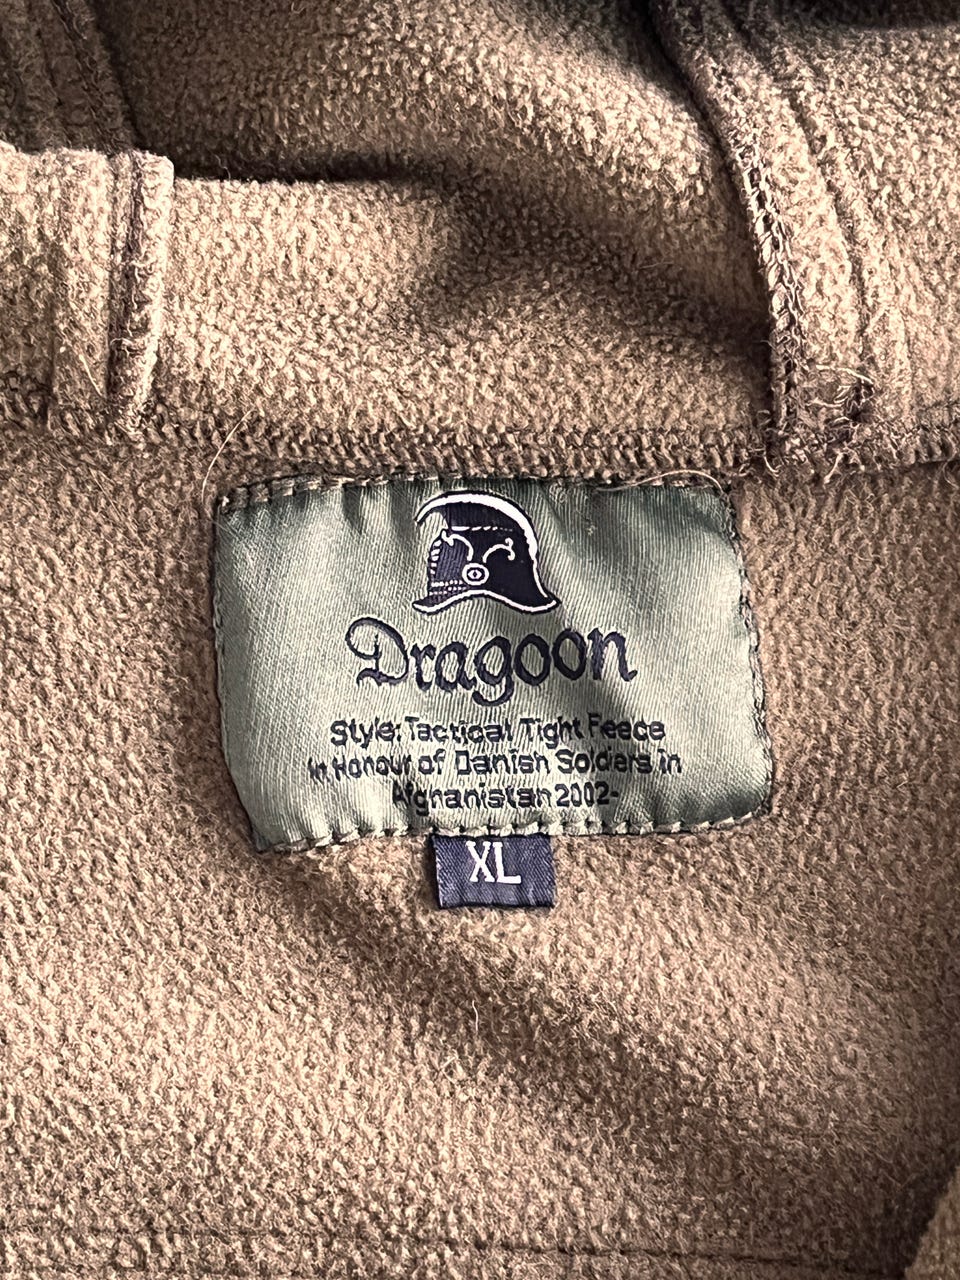 Dragoon
Style: Tactical Tight Feece
In Honour of Danish Soldiers in
Afghanistan 2002-
XL